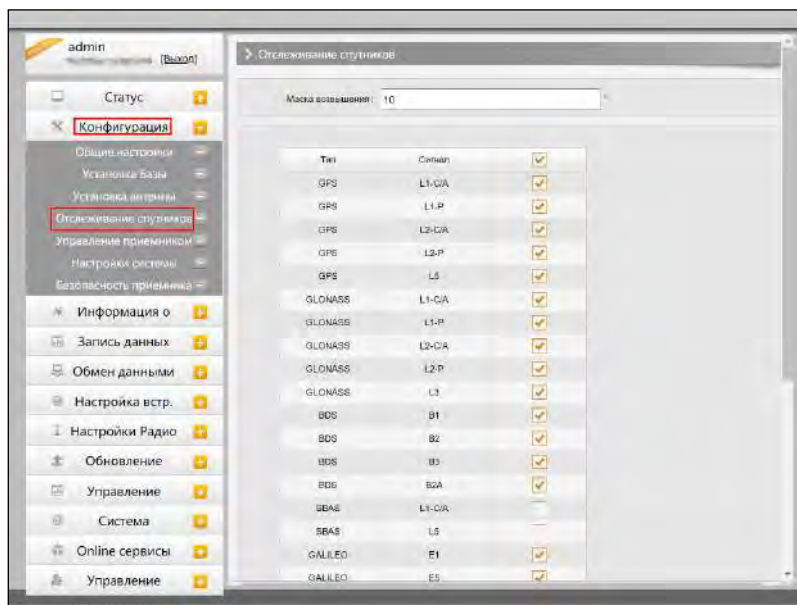 admin
[Выход]
Статус
Конфигурация
Общие настройки
Установка Базы
Установка антенны
Отслеживание спутников
Управление приемником
Настройки системы
Безопасность приемника
Информация о
Запись данных
Обмен данными
Настройка встр.
Настройки Радио
Обновление
Управление
Система
Online сервисы
Управление
Отслеживание спутников
Маска возвышения: 10 °
Тип Сигнал
GPS L1-C/A
GPS L1-P
GPS L2-C/A
GPS L2-P
GPS L5
GLONASS L1-C/A
GLONASS L1-P
GLONASS L2-C/A
GLONASS L2-P
GLONASS L3
BDS B1
BDS B2
BDS B3
BDS B2A
SBAS L1-C/A
SBAS L5
GALILEO E1
GALILEO E5